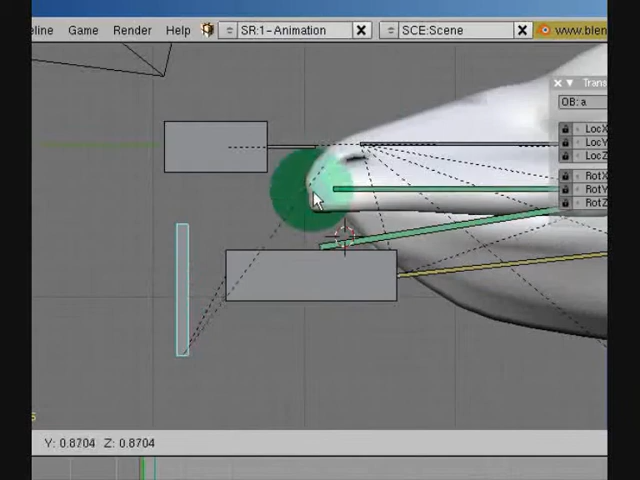 eline Game Render Help SR:1-Animation SCE:Scene www.blen
Trans
OB: a
LocX
LocY
LocZ
RotX
RotY
RotZ
Y: 0.8704 Z: 0.8704